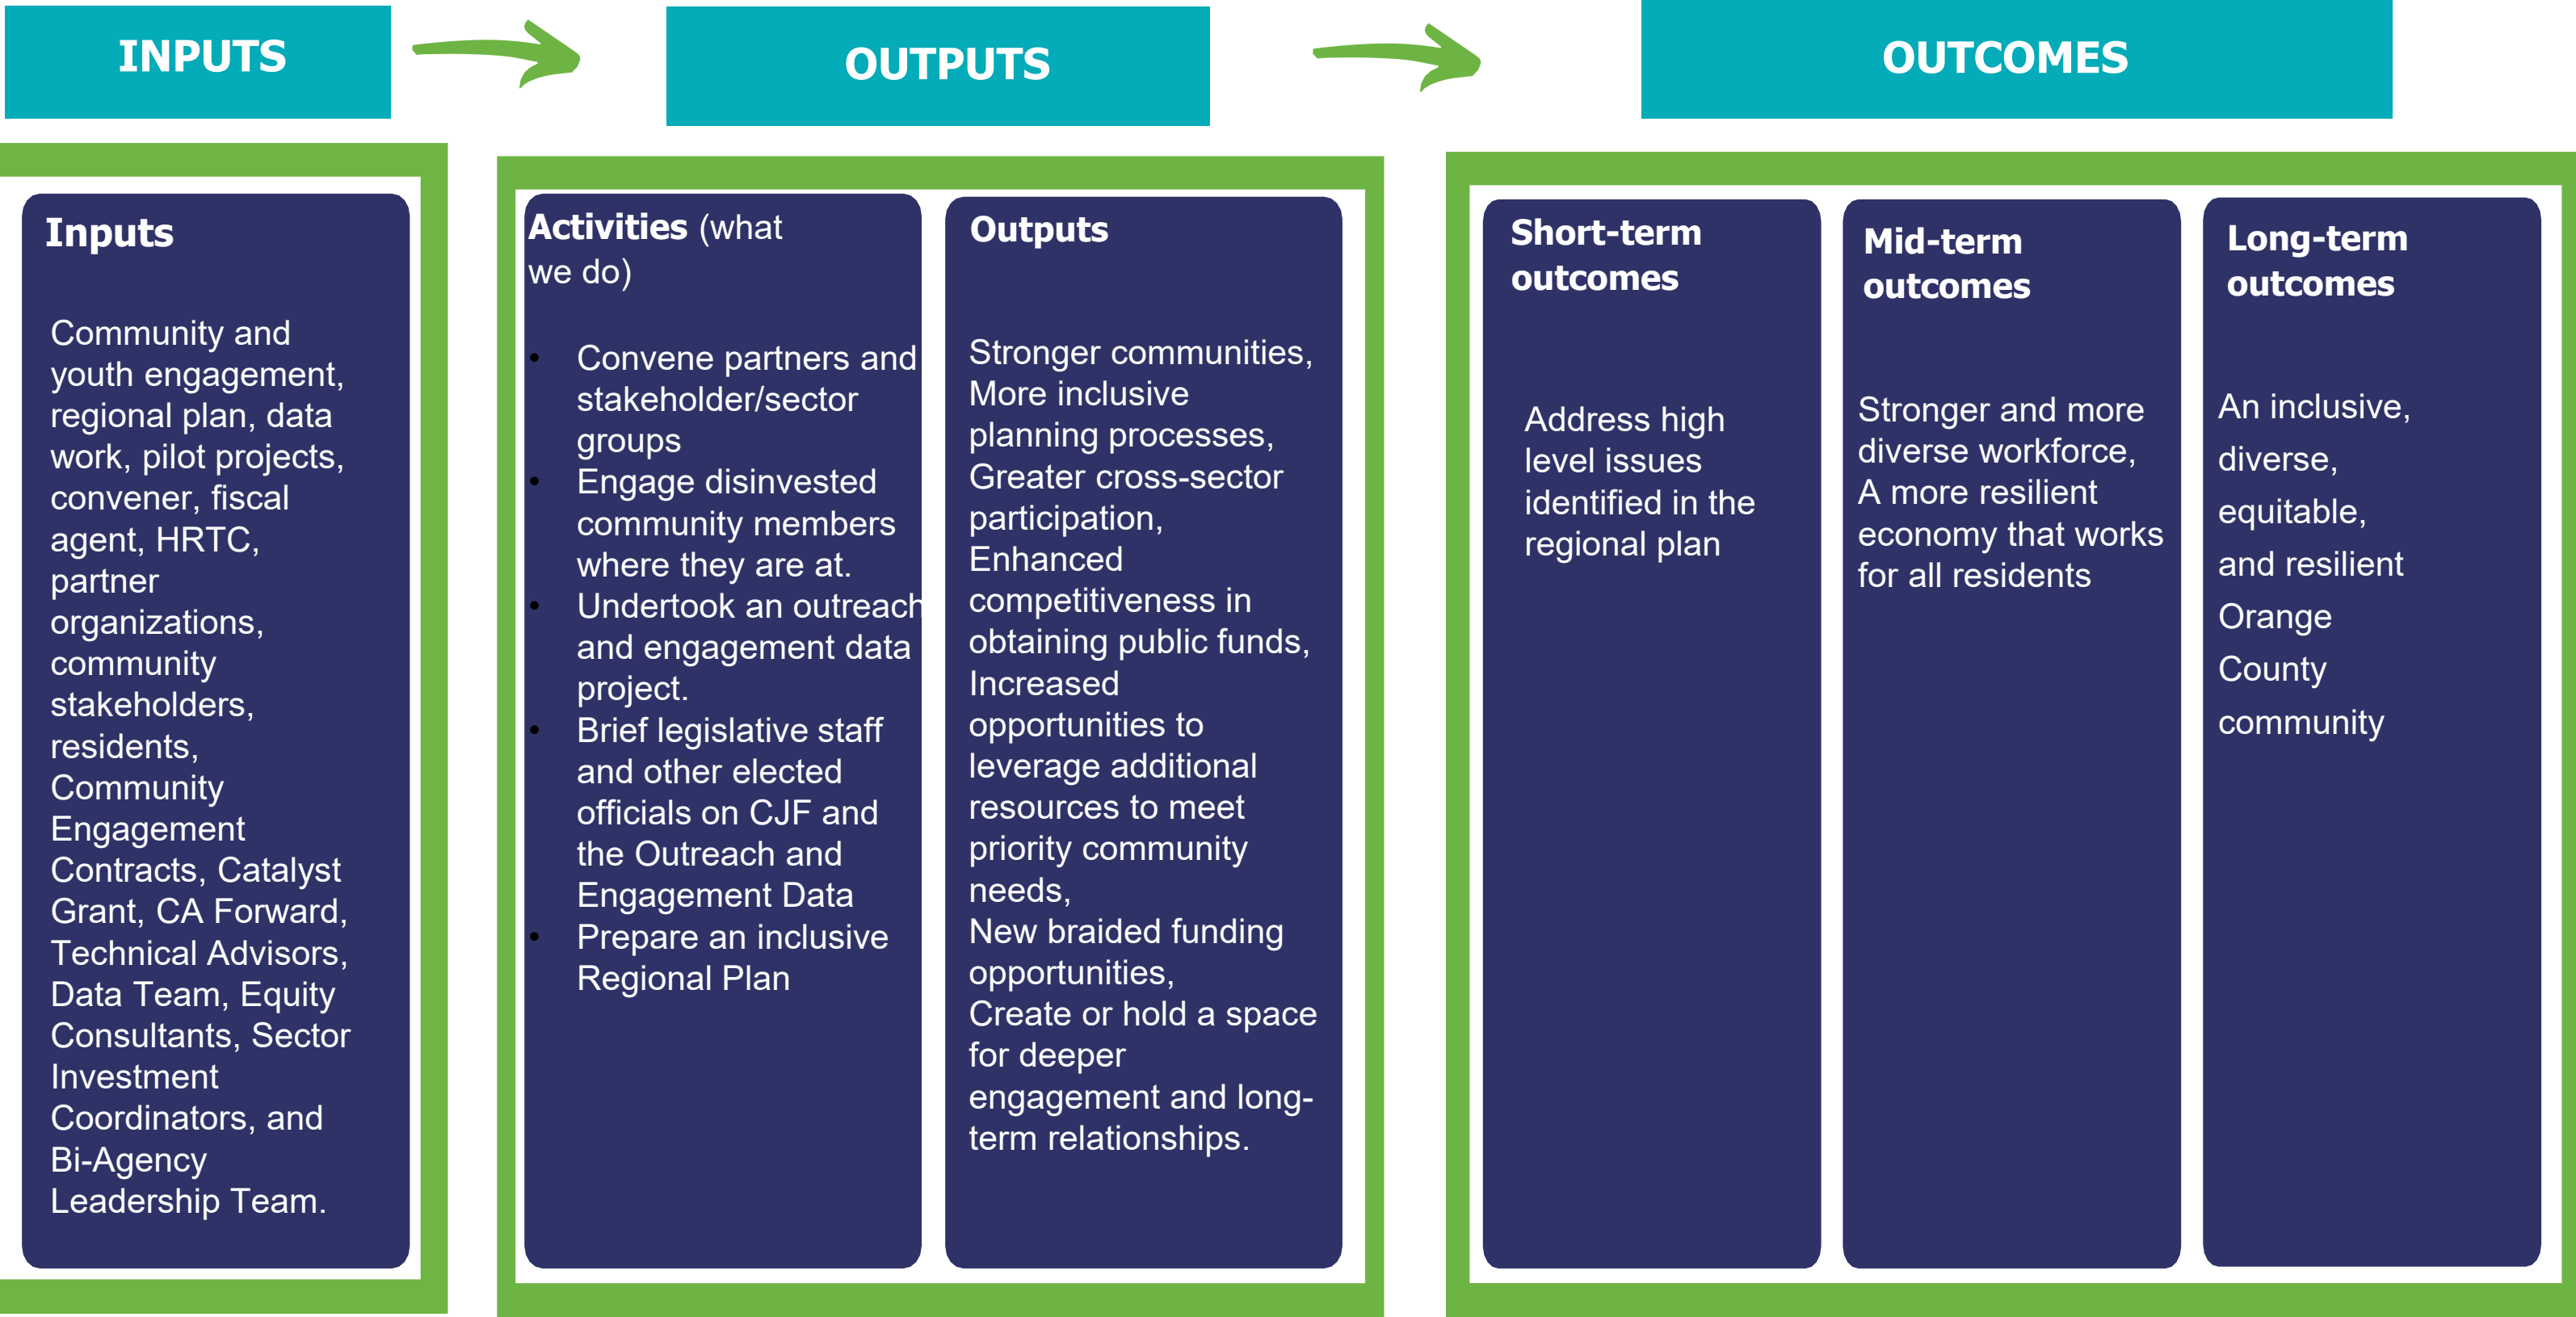 INPUTS
OUTPUTS
OUTCOMES
Inputs
Community and
youth engagement,
regional plan, data
work, pilot projects,
convener, fiscal
agent, HRTC,
partner
organizations,
community
stakeholders,
residents,
Community
Engagement
Contracts, Catalyst
Grant, CA Forward,
Technical Advisors,
Data Team, Equity
Consultants, Sector
Investment
Coordinators, and
Bi-Agency
Leadership Team.
Activities (what
we do)
• Convene partners and
stakeholder/sector
groups
• Engage disinvested
community members
where they are at.
• Undertook an outreach
and engagement data
project.
• Brief legislative staff
and other elected
officials on CJF and
the Outreach and
Engagement Data
• Prepare an inclusive
Regional Plan
Outputs
Stronger communities,
More inclusive
planning processes,
Greater cross-sector
participation,
Enhanced
competitiveness in
obtaining public funds,
Increased
opportunities to
leverage additional
resources to meet
priority community
needs,
New braided funding
opportunities,
Create or hold a space
for deeper
engagement and long-
term relationships.
Short-term
outcomes
Address high
level issues
identified in the
regional plan
Mid-term
outcomes
Stronger and more
diverse workforce,
A more resilient
economy that works
for all residents
Long-term
outcomes
An inclusive,
diverse,
equitable,
and resilient
Orange
County
community